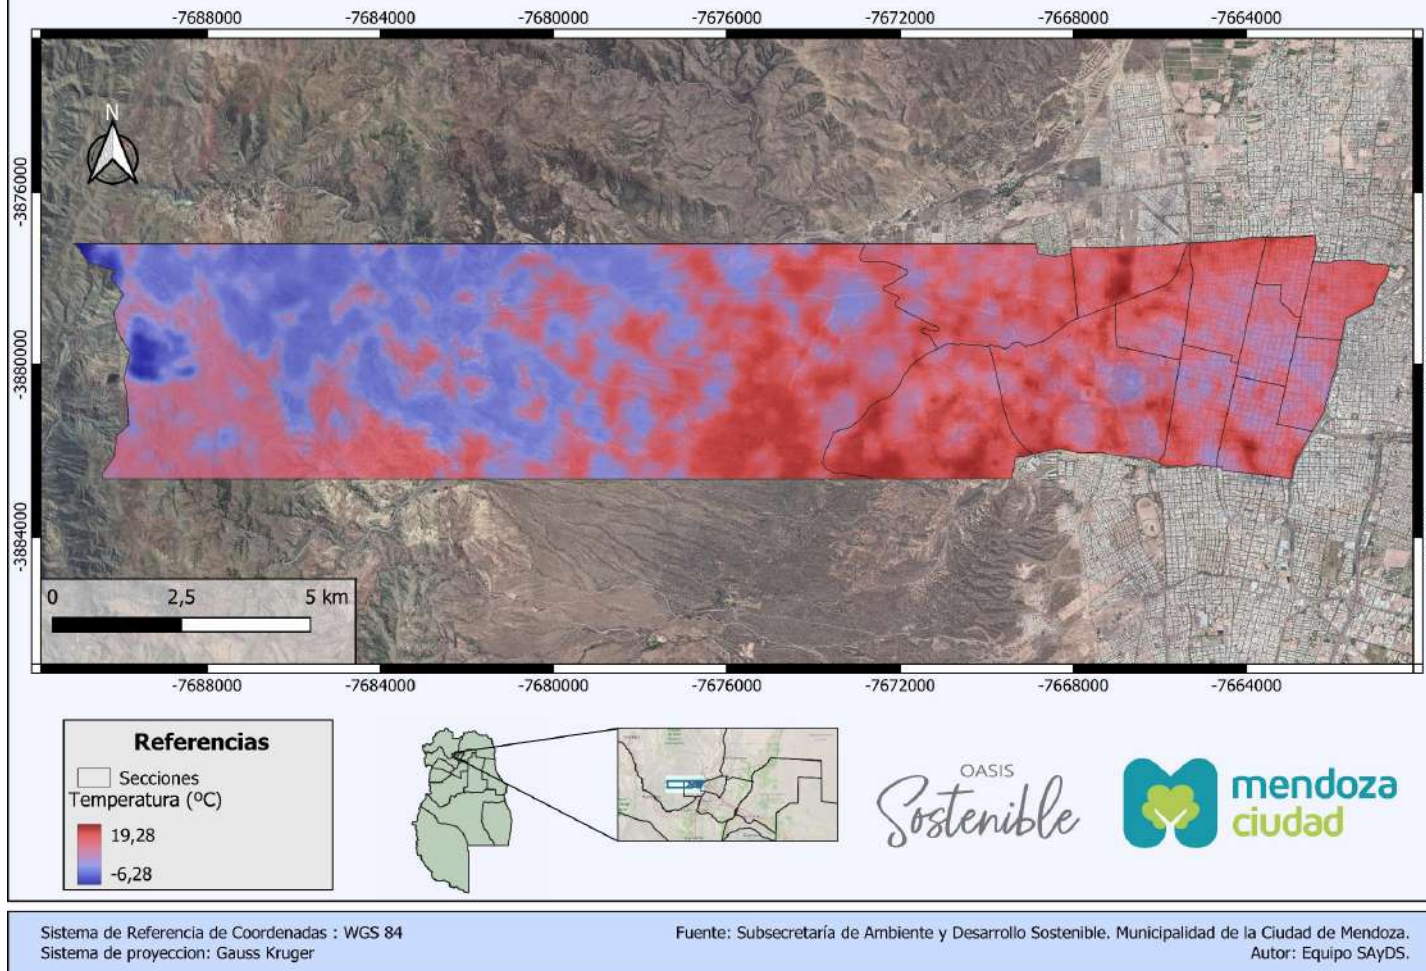 -7688000 -7684000 -7680000 -7676000 -7672000 -7668000 -7664000
N
-3876000
-3880000
-3884000
0 2,5 5 km
-7688000 -7684000 -7680000 -7676000 -7672000 -7668000 -7664000
Referencias
Secciones
Temperatura (ºC)
19,28
-6,28
OASIS
Sostenible
mendoza
ciudad
Sistema de Referencia de Coordenadas : WGS 84
Sistema de proyeccion: Gauss Kruger
Fuente: Subsecretaría de Ambiente y Desarrollo Sostenible. Municipalidad de la Ciudad de Mendoza.
Autor: Equipo SAyDS.